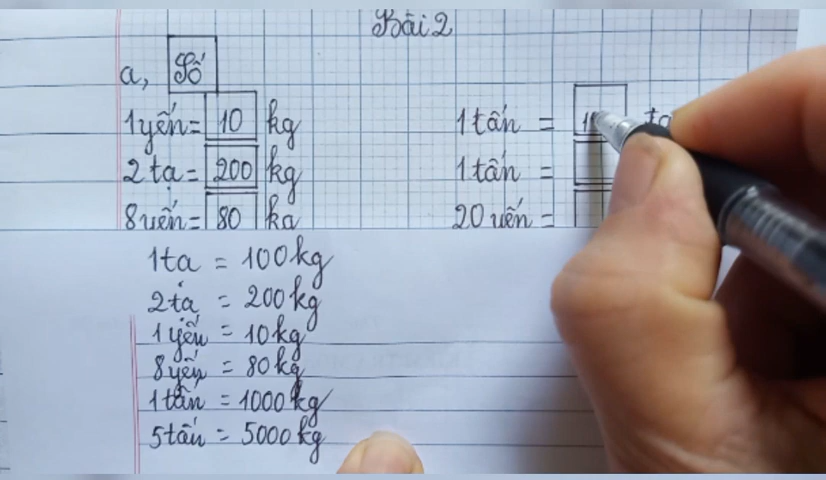 Bài 2
a, Số
1 yến = 10 kg
1 tấn = tạ
2 tạ = 200 kg
1 tấn =
8 yến = 80 kg
20 yến =
1 tạ = 100 kg
2 tạ = 200 kg
1 yến = 10 kg
8 yến = 80 kg
1 tấn = 1000 kg
5 tấn = 5000 kg